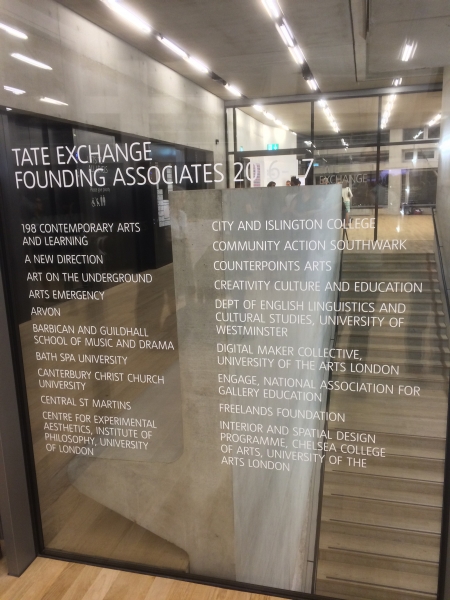 TATE EXCHANGE
FOUNDING ASSOCIATES 2016-17
198 CONTEMPORARY ARTS
AND LEARNING
A NEW DIRECTION
ART ON THE UNDERGROUND
ARTS EMERGENCY
ARVON
BARBICAN AND GUILDHALL
SCHOOL OF MUSIC AND DRAMA
BATH SPA UNIVERSITY
CANTERBURY CHRIST CHURCH
UNIVERSITY
CENTRAL ST MARTINS
CENTRE FOR EXPERIMENTAL
AESTHETICS, INSTITUTE OF
PHILOSOPHY, UNIVERSITY
OF LONDON
CITY AND ISLINGTON COLLEGE
COMMUNITY ACTION SOUTHWARK
COUNTERPOINTS ARTS
CREATIVITY CULTURE AND EDUCATION
DEPT OF ENGLISH LINGUISTICS AND
CULTURAL STUDIES, UNIVERSITY OF
WESTMINSTER
DIGITAL MAKER COLLECTIVE,
UNIVERSITY OF THE ARTS LONDON
ENGAGE, NATIONAL ASSOCIATION FOR
GALLERY EDUCATION
FREELANDS FOUNDATION
INTERIOR AND SPATIAL DESIGN
PROGRAMME, CHELSEA COLLEGE
OF ARTS, UNIVERSITY OF THE
ARTS LONDON
EXCHANGE